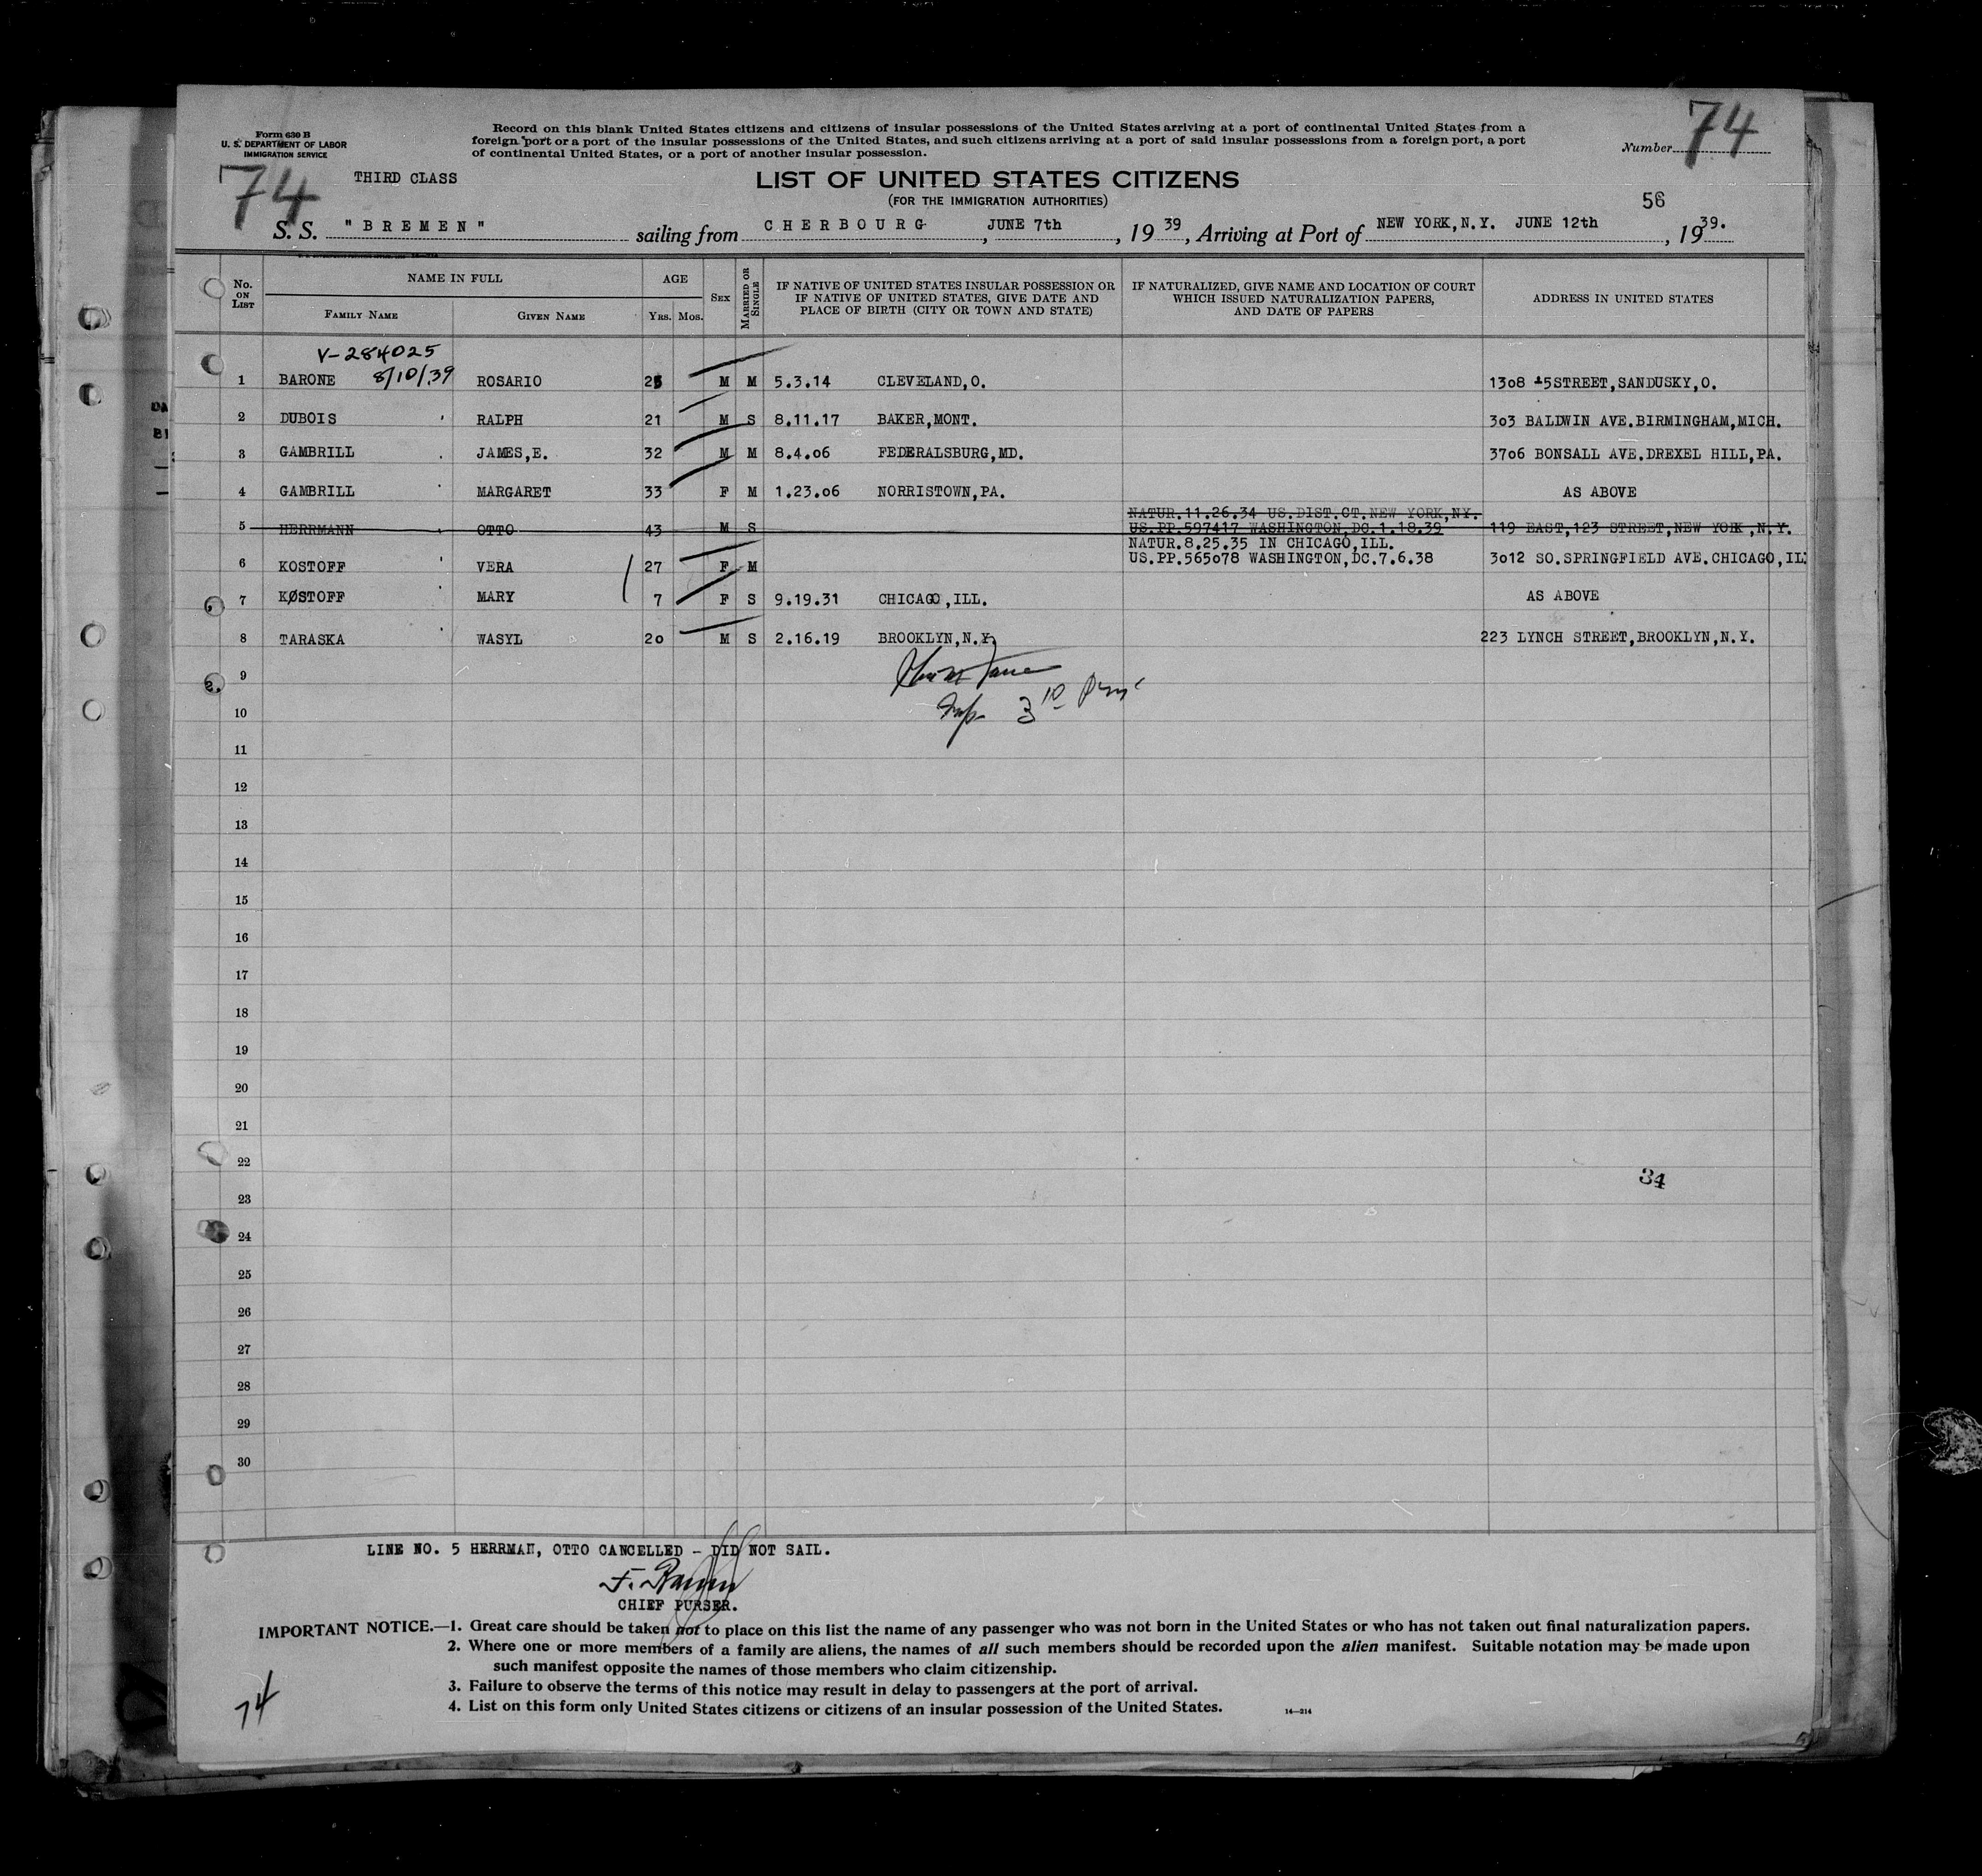 Form 630 B
U. S. DEPARTMENT OF LABOR
IMMIGRATION SERVICE
Record on this blank United States citizens and citizens of insular possessions of the United States arriving at a port of continental United States from a
foreign port or a port of the insular possessions of the United States, and such citizens arriving at a port of said insular possessions from a foreign port, a port
of continental United States, or a port of another insular possession.
Number 74
74
THIRD CLASS
LIST OF UNITED STATES CITIZENS
(FOR THE IMMIGRATION AUTHORITIES)
56
S. S. "BREMEN" sailing from CHERBOURG, JUNE 7th, 1939, Arriving at Port of NEW YORK,N.Y. JUNE 12th, 1939.
No. ON LIST NAME IN FULL AGE SEX MARRIED OR SINGLE IF NATIVE OF UNITED STATES INSULAR POSSESSION OR IF NATIVE OF UNITED STATES, GIVE DATE AND PLACE OF BIRTH (CITY OR TOWN AND STATE) IF NATURALIZED, GIVE NAME AND LOCATION OF COURT WHICH ISSUED NATURALIZATION PAPERS, AND DATE OF PAPERS ADDRESS IN UNITED STATES
FAMILY NAME GIVEN NAME YRS. MOS.
V-284025
1 BARONE 8/10/39 ROSARIO 25 M M 5.3.14 CLEVELAND,O. 1308 5STREET,SANDUSKY,O.
2 DUBOIS RALPH 21 M S 8.11.17 BAKER,MONT. 303 BALDWIN AVE.BIRMINGHAM,MICH.
3 GAMBRILL JAMES,E. 32 M M 8.4.06 FEDERALSBURG,MD. 3706 BONSALL AVE.DREXEL HILL,PA.
4 GAMBRILL MARGARET 33 F M 1.23.06 NORRISTOWN,PA. AS ABOVE
NATUR.11.26.34 US.DIST.CT.NEW YORK,NY.
5 HERRMANN OTTO 43 M S US.PP.597417 WASHINGTON,DC.1.18.39 119 EAST,123 STREET,NEW YORK,N.Y.
NATUR.8.25.35 IN CHICAGO,ILL.
6 KOSTOFF VERA 27 F M US.PP.565078 WASHINGTON,DC.7.6.38 3012 SO.SPRINGFIELD AVE.CHICAGO,IL
7 KOSTOFF MARY 7 F S 9.19.31 CHICAGO,ILL. AS ABOVE
8 TARASKA WASYL 20 M S 2.16.19 BROOKLYN,N.Y. 223 LYNCH STREET,BROOKLYN,N.Y.
9
10
11
12
13
14
15
16
17
18
19
20
21
22
34
23
24
25
26
27
28
29
30
LINE NO. 5 HERRMAN, OTTO CANCELLED - DID NOT SAIL.
CHIEF PURSER.
IMPORTANT NOTICE.—1. Great care should be taken not to place on this list the name of any passenger who was not born in the United States or who has not taken out final naturalization papers.
2. Where one or more members of a family are aliens, the names of all such members should be recorded upon the alien manifest. Suitable notation may be made upon
such manifest opposite the names of those members who claim citizenship.
3. Failure to observe the terms of this notice may result in delay to passengers at the port of arrival.
4. List on this form only United States citizens or citizens of an insular possession of the United States. 14—214
74